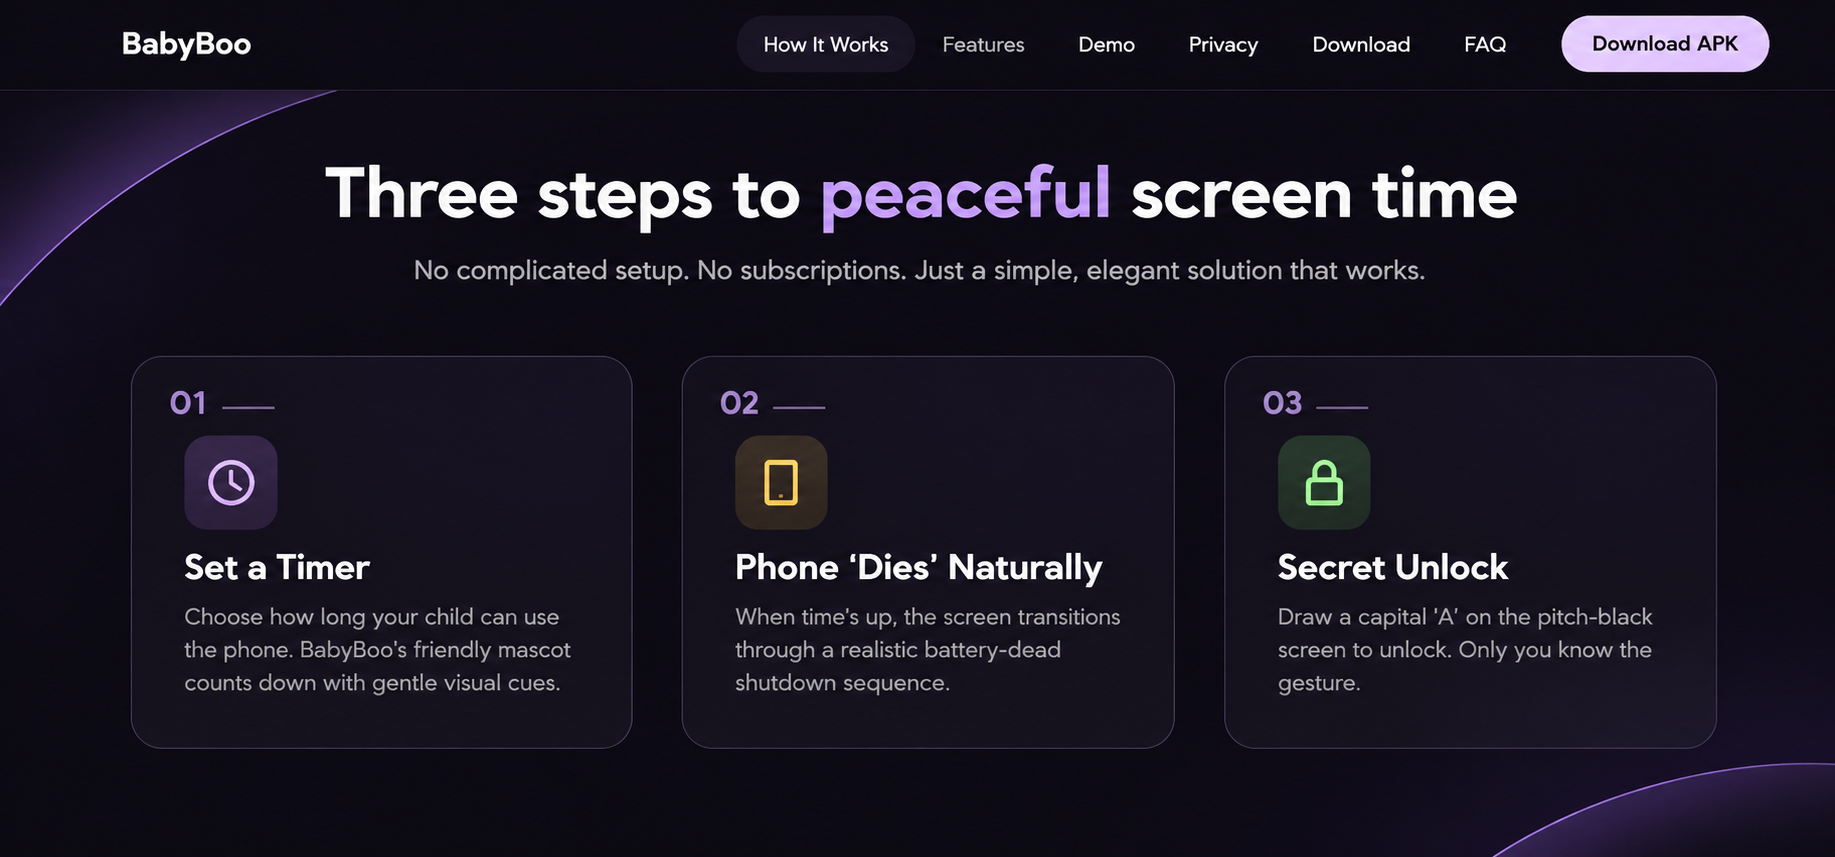 BabyBoo
How It Works
Features
Demo
Privacy
Download
FAQ
Download APK
Three steps to peaceful screen time
No complicated setup. No subscriptions. Just a simple, elegant solution that works.
01
Set a Timer
Choose how long your child can use
the phone. BabyBoo's friendly mascot
counts down with gentle visual cues.
02
Phone ‘Dies’ Naturally
When time's up, the screen transitions
through a realistic battery-dead
shutdown sequence.
03
Secret Unlock
Draw a capital 'A' on the pitch-black
screen to unlock. Only you know the
gesture.